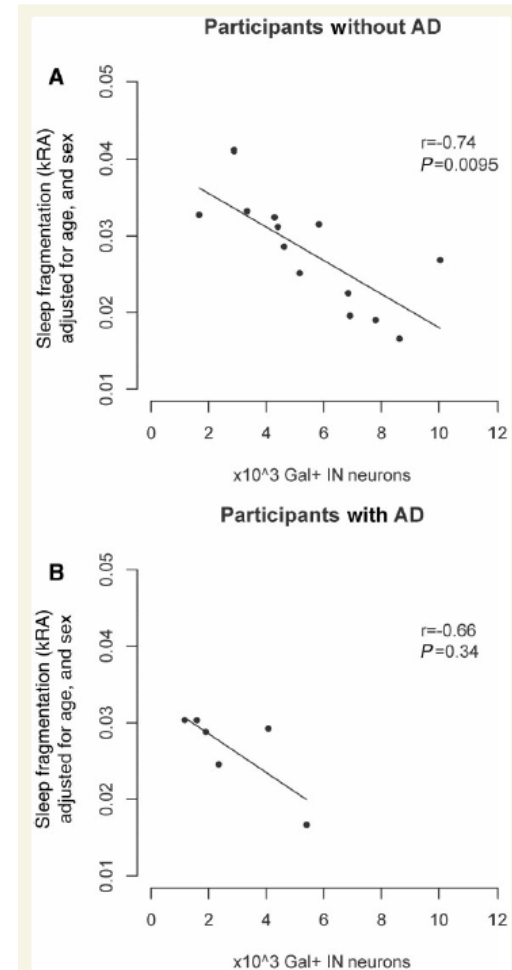 Participants without AD
A
Sleep fragmentation (kRA)
adjusted for age, and sex
0.05
0.04
0.03
0.02
0.01
r=-0.74
P=0.0095
0 2 4 6 8 10 12
x10^3 Gal+ IN neurons
Participants with AD
B
Sleep fragmentation (kRA)
adjusted for age, and sex
0.05
0.04
0.03
0.02
0.01
r=-0.66
P=0.34
0 2 4 6 8 10 12
x10^3 Gal+ IN neurons